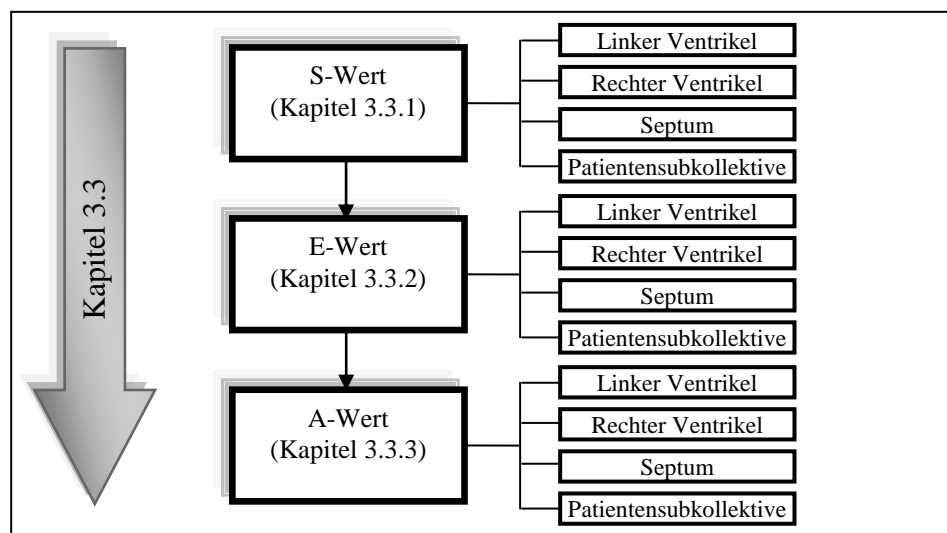 Kapitel 3.3
S-Wert
(Kapitel 3.3.1)
Linker Ventrikel
Rechter Ventrikel
Septum
Patientensubkollektive
E-Wert
(Kapitel 3.3.2)
Linker Ventrikel
Rechter Ventrikel
Septum
Patientensubkollektive
A-Wert
(Kapitel 3.3.3)
Linker Ventrikel
Rechter Ventrikel
Septum
Patientensubkollektive